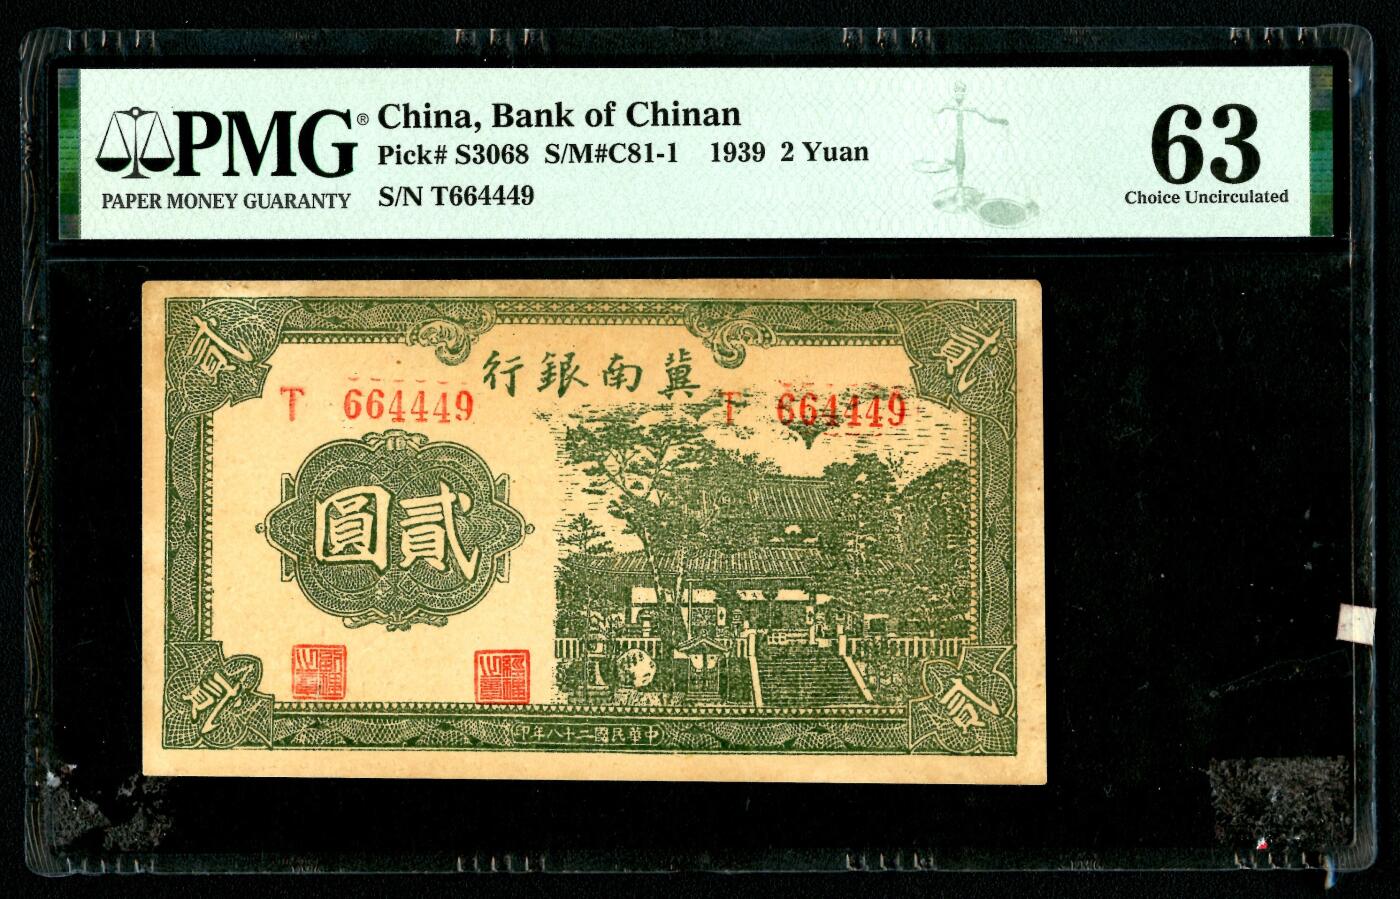 PMG®
PAPER MONEY GUARANTY
China, Bank of Chinan
Pick# S3068 S/M#C81-1 1939 2 Yuan
S/N T664449
63
Choice Uncirculated
貳
貳
行銀南冀
T 664449
T 664449
圓貳
貳
貳
印年八十二國民華中